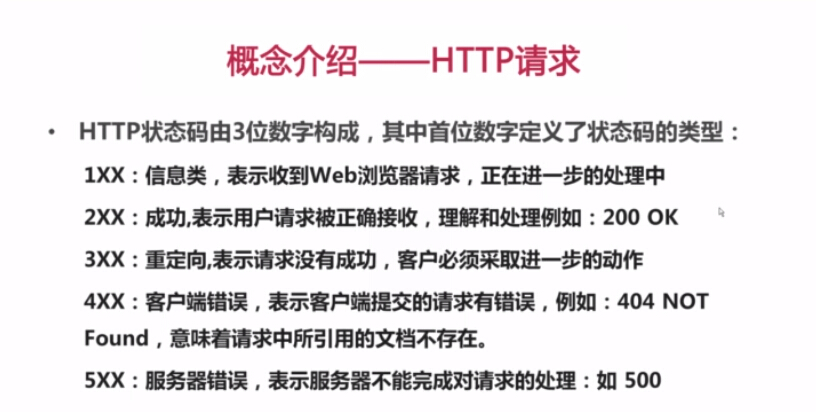 概念介绍——HTTP请求
• HTTP状态码由3位数字构成，其中首位数字定义了状态码的类型：
1XX：信息类，表示收到Web浏览器请求，正在进一步的处理中
2XX：成功,表示用户请求被正确接收，理解和处理例如：200 OK
3XX：重定向,表示请求没有成功，客户必须采取进一步的动作
4XX：客户端错误，表示客户端提交的请求有错误，例如：404 NOT
Found，意味着请求中所引用的文档不存在。
5XX：服务器错误，表示服务器不能完成对请求的处理：如 500